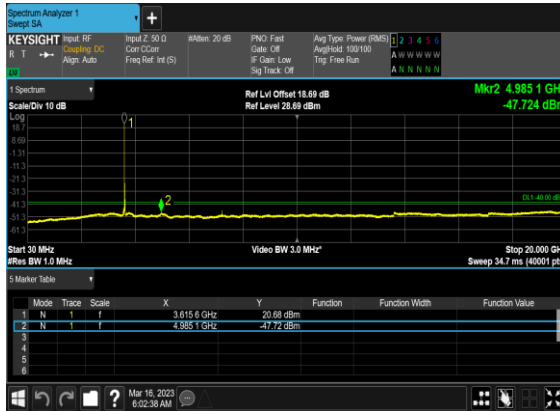 Spectrum Analyzer 1
Swept SA
+
KEYSIGHT Input: RF Input Z: 50 Ω #Atten: 20 dB PNO: Fast Avg Type: Power (RMS) 1 2 3 4 5 6
R T Coupling: DC Corr CCorr Gate: Off Avg|Hold: 100/100 A W W W W W
Align: Auto Freq Ref: Int (S) IF Gain: Low Trig: Free Run
Sig Track: Off A N N N N N
1 Spectrum Ref Lvl Offset 18.69 dB Mkr2 4.985 1 GH
Scale/Div 10 dB Ref Level 28.69 dBm -47.724 dB
Log
18.7
8.69
-1.31
-11.3
-21.3
-31.3
-41.3
-51.3
-61.3
1
2
DL1 -40.00 dB
Start 30 MHz Video BW 3.0 MHz* Stop 20.000 GH
#Res BW 1.0 MHz Sweep 34.7 ms (40001 pt
5 Marker Table
Mode Trace Scale X Y Function Function Width Function Value
1 N 1 f 3.615 6 GHz 20.68 dBm
2 N 1 f 4.985 1 GHz -47.72 dBm
3
4
5
6
? Mar 16, 2023
6:02:38 AM